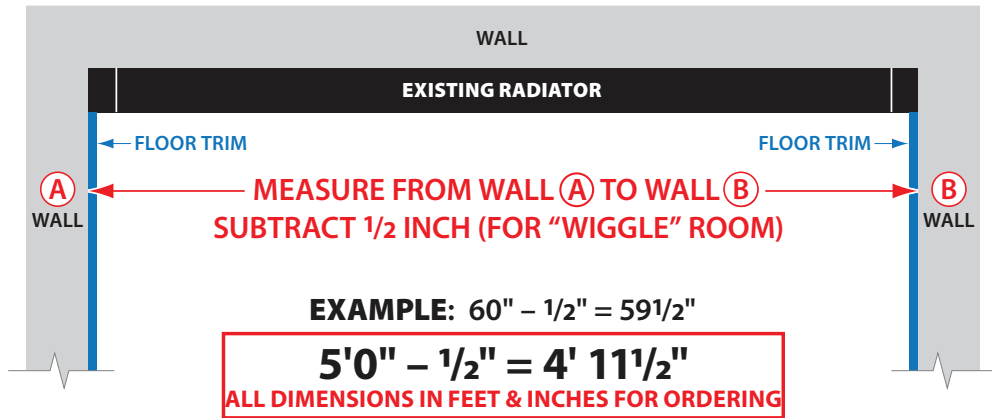 WALL
EXISTING RADIATOR
FLOOR TRIM
FLOOR TRIM
A
WALL
MEASURE FROM WALL A TO WALL B
SUBTRACT 1/2 INCH (FOR “WIGGLE” ROOM)
B
WALL
EXAMPLE: 60" – 1/2" = 591/2"
5'0" – 1/2" = 4' 111/2"
ALL DIMENSIONS IN FEET & INCHES FOR ORDERING